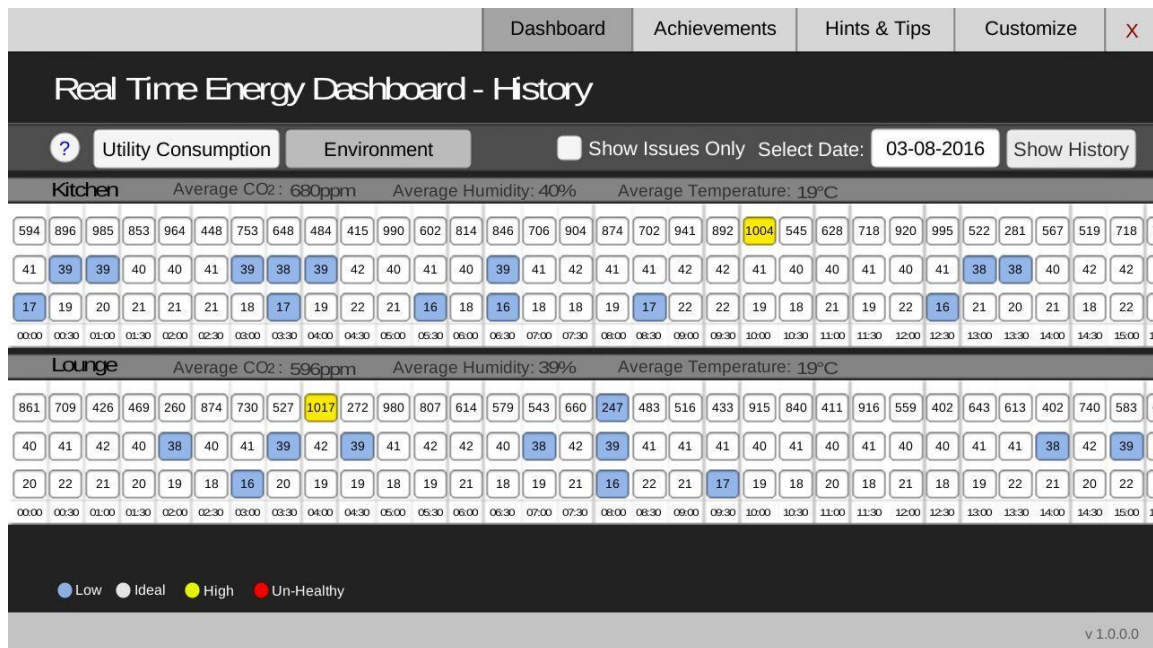 Dashboard Achievements Hints & Tips Customize X
Real Time Energy Dashboard - History
? Utility Consumption Environment Show Issues Only Select Date: 03-08-2016 Show History
Kitchen Average CO2 : 680ppm Average Humidity: 40% Average Temperature: 19°C
594 896 985 853 964 448 753 648 484 415 990 602 814 846 706 904 874 702 941 892 1004 545 628 718 920 995 522 281 567 519 718
41 39 39 40 40 41 39 38 39 42 40 41 40 39 41 42 41 41 42 42 41 40 40 41 40 41 38 38 40 42 42
17 19 20 21 21 21 18 17 19 22 21 16 18 16 18 18 19 17 22 22 19 18 21 19 22 16 21 20 21 18 22
00:00 00:30 01:00 01:30 02:00 02:30 03:00 03:30 04:00 04:30 05:00 05:30 06:00 06:30 07:00 07:30 08:00 08:30 09:00 09:30 10:00 10:30 11:00 11:30 12:00 12:30 13:00 13:30 14:00 14:30 15:00
Lounge Average CO2 : 596ppm Average Humidity: 39% Average Temperature: 19°C
861 709 426 469 260 874 730 527 1017 272 980 807 614 579 543 660 247 483 516 433 915 840 411 916 559 402 643 613 402 740 583
40 41 42 40 38 40 41 39 42 39 41 42 42 40 38 42 39 41 41 41 40 41 40 41 40 40 41 41 38 42 39
20 22 21 20 19 18 16 20 19 19 18 19 21 18 19 21 16 22 21 17 19 18 20 18 21 18 19 22 21 20 22
00:00 00:30 01:00 01:30 02:00 02:30 03:00 03:30 04:00 04:30 05:00 05:30 06:00 06:30 07:00 07:30 08:00 08:30 09:00 09:30 10:00 10:30 11:00 11:30 12:00 12:30 13:00 13:30 14:00 14:30 15:00
Low Ideal High Un-Healthy
v 1.0.0.0